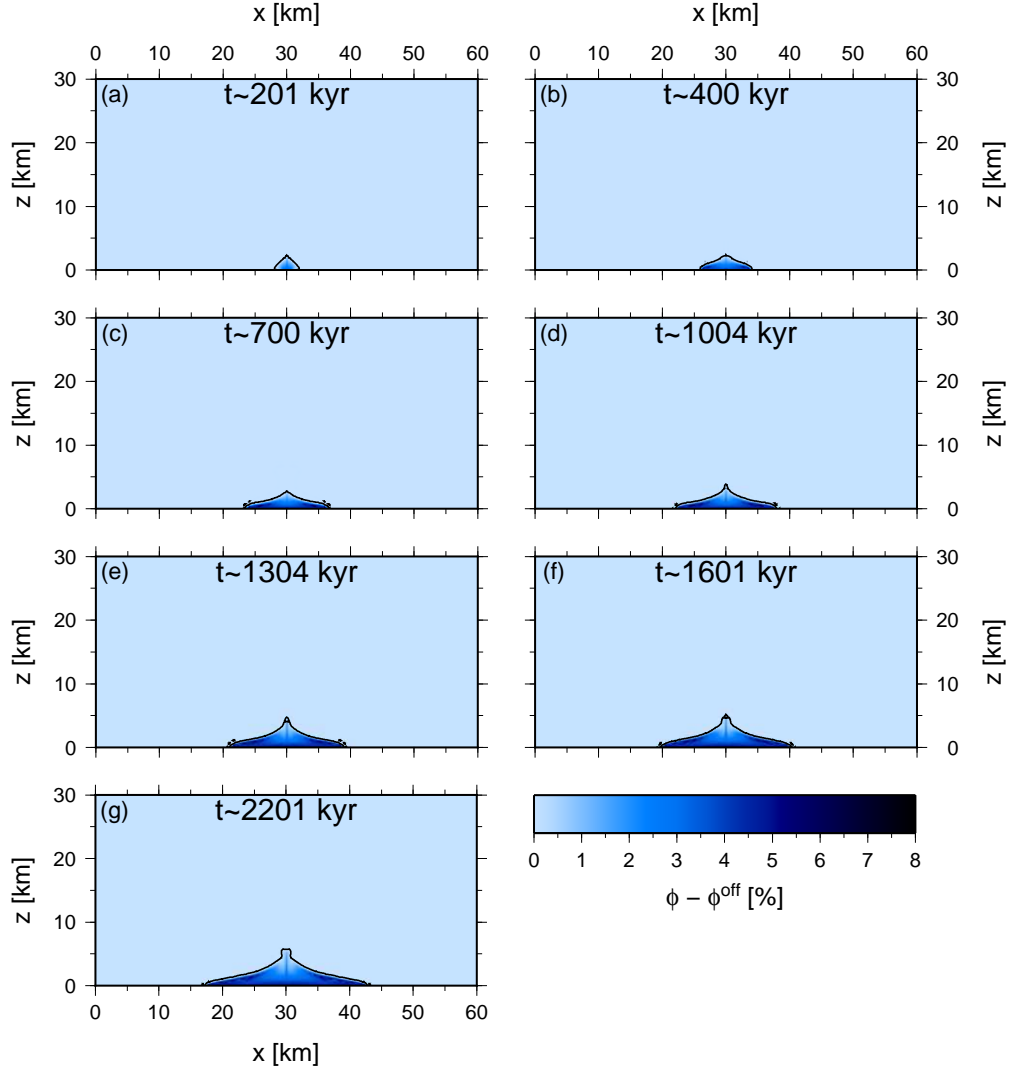 x [km] x [km]
0 10 20 30 40 50 60 0 10 20 30 40 50 60
30 (a) t~201 kyr (b) t~400 kyr 30
20 20
z [km] z [km]
10 10
0 0
30 (c) t~700 kyr (d) t~1004 kyr 30
20 20
z [km] z [km]
10 10
0 0
30 (e) t~1304 kyr (f) t~1601 kyr 30
20 20
z [km] z [km]
10 10
0 0
30 (g) t~2201 kyr
20
z [km]
10
0
0 10 20 30 40 50 60
x [km]
0 1 2 3 4 5 6 7 8
ϕ − ϕ^off [%]